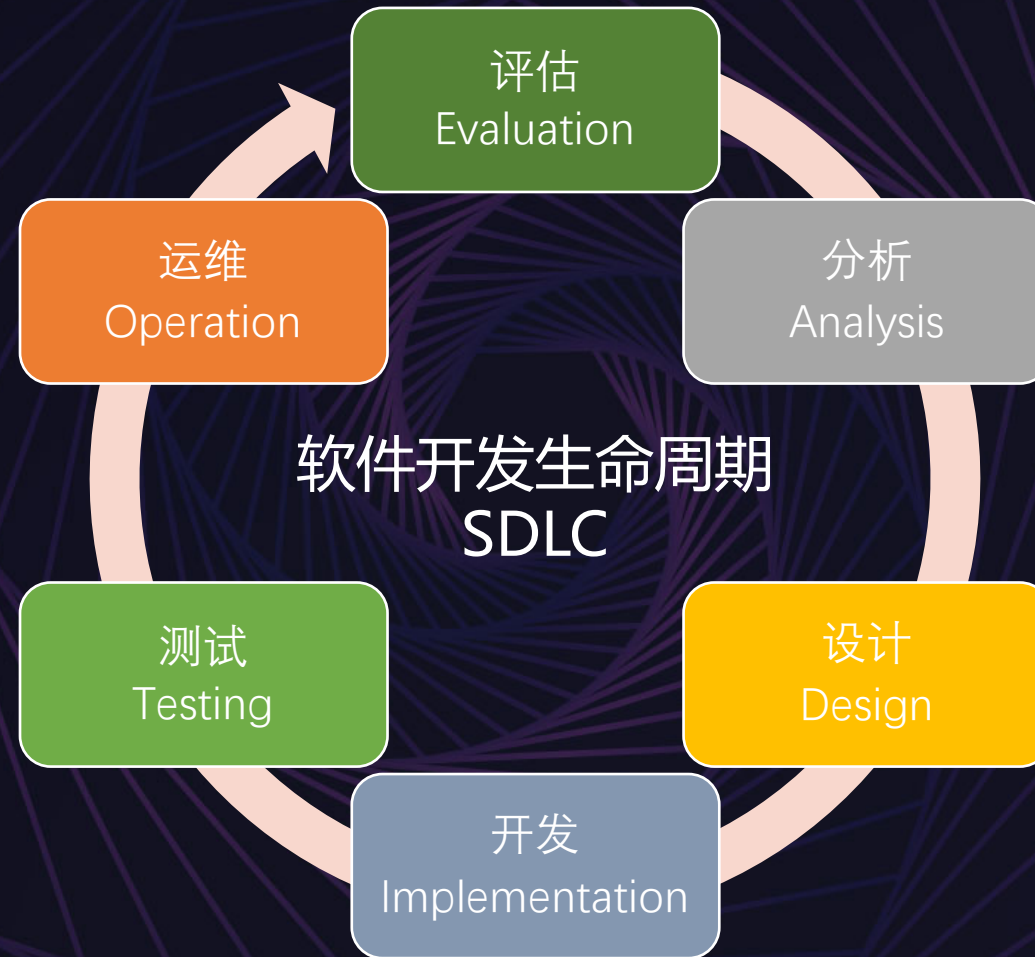 评估
Evaluation
运维
Operation
分析
Analysis
软件开发生命周期
SDLC
测试
Testing
设计
Design
开发
Implementation